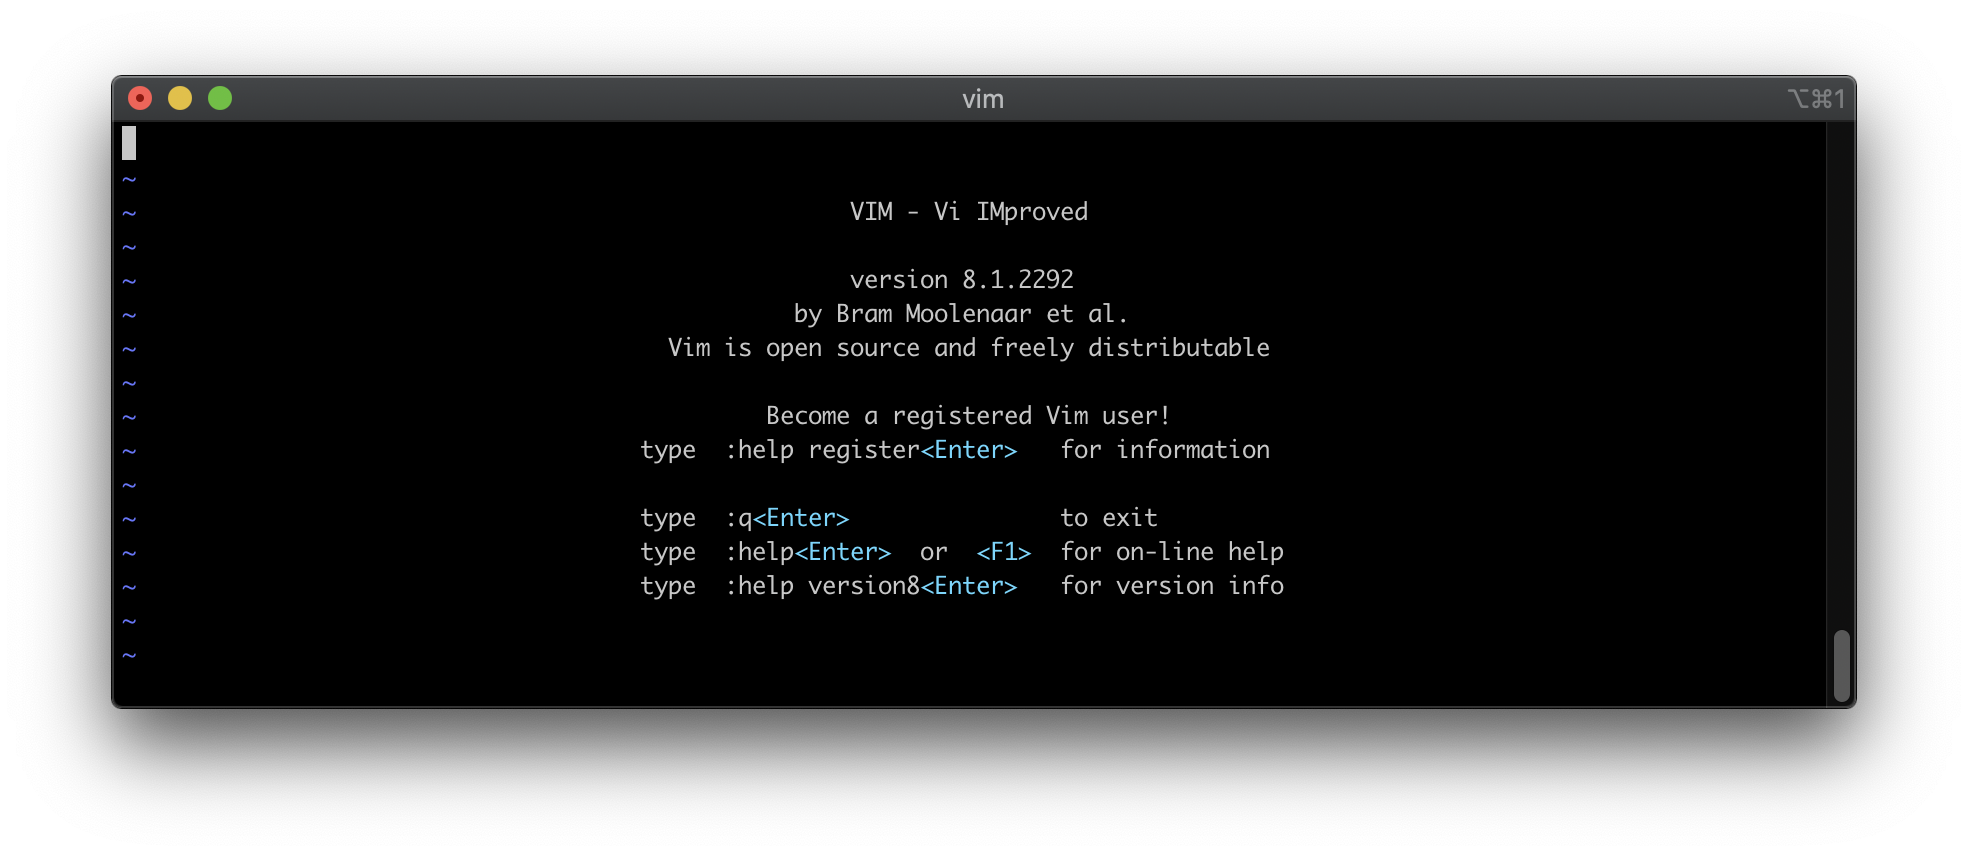 vim ⌥⌘1
~
~ VIM - Vi IMproved
~
~ version 8.1.2292
~ by Bram Moolenaar et al.
~ Vim is open source and freely distributable
~
~ Become a registered Vim user!
~ type  :help register<Enter>   for information
~
~ type  :q<Enter>               to exit
~ type  :help<Enter>  or  <F1>  for on-line help
~ type  :help version8<Enter>   for version info
~
~